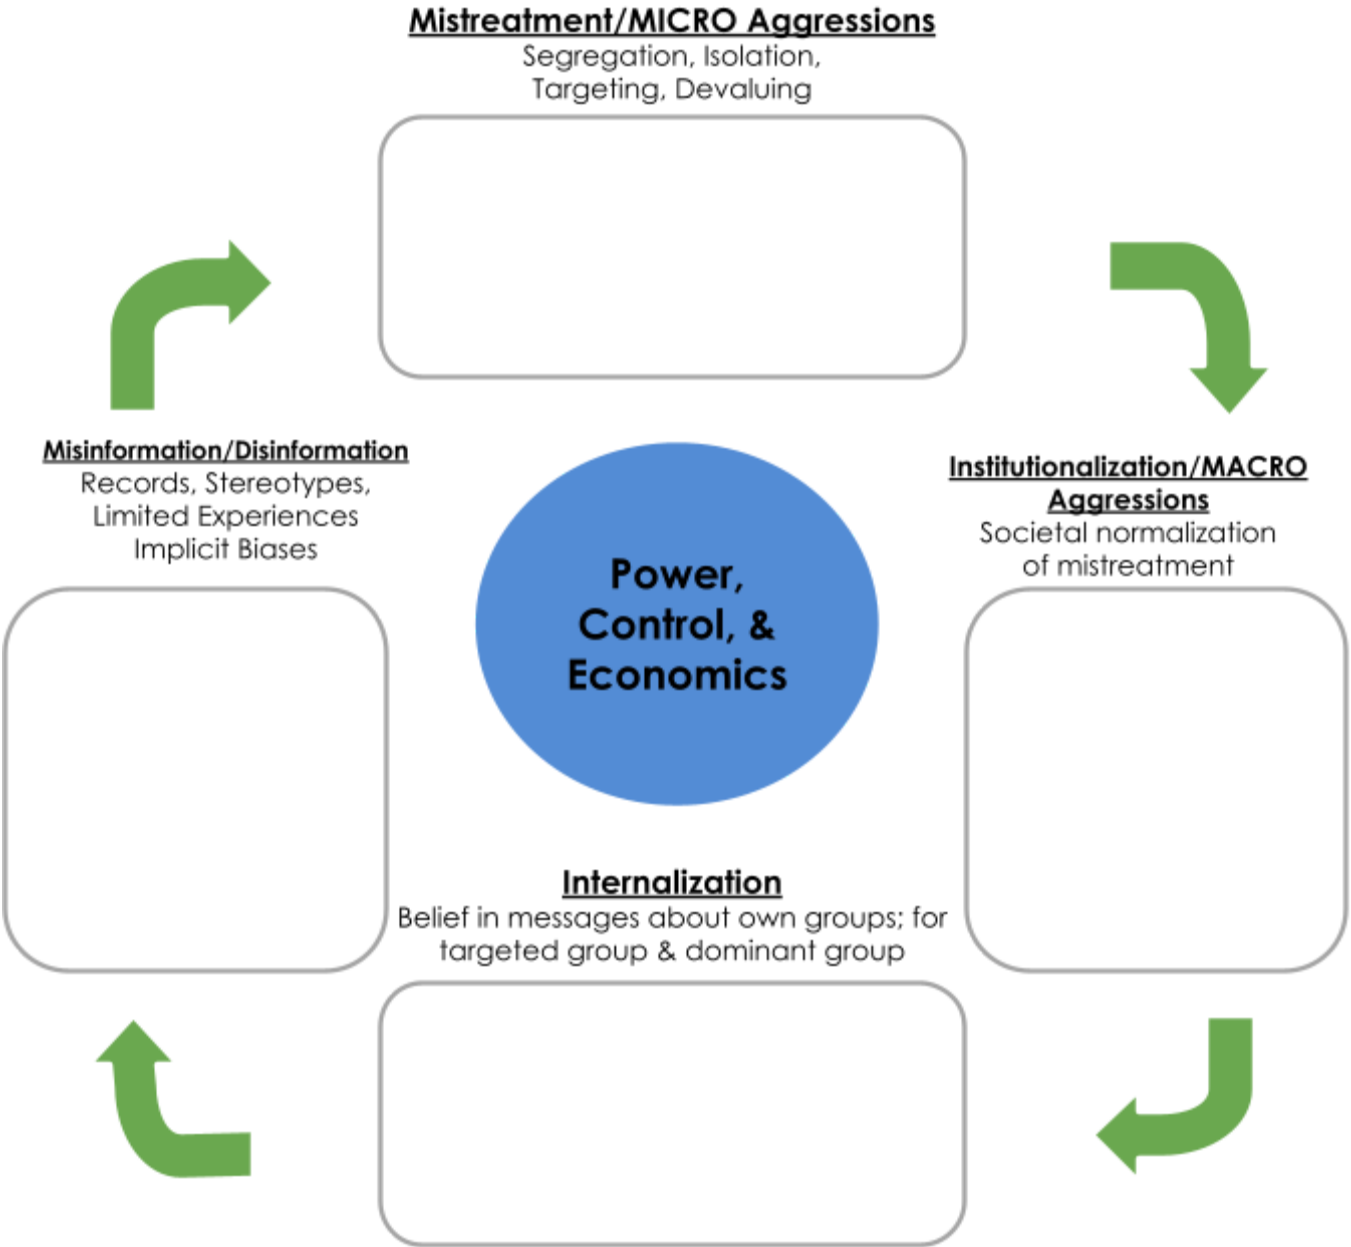 Mistreatment/MICRO Aggressions
Segregation, Isolation,
Targeting, Devaluing
Misinformation/Disinformation
Records, Stereotypes,
Limited Experiences
Implicit Biases
Power,
Control, &
Economics
Institutionalization/MACRO
Aggressions
Societal normalization
of mistreatment
Internalization
Belief in messages about own groups; for
targeted group & dominant group